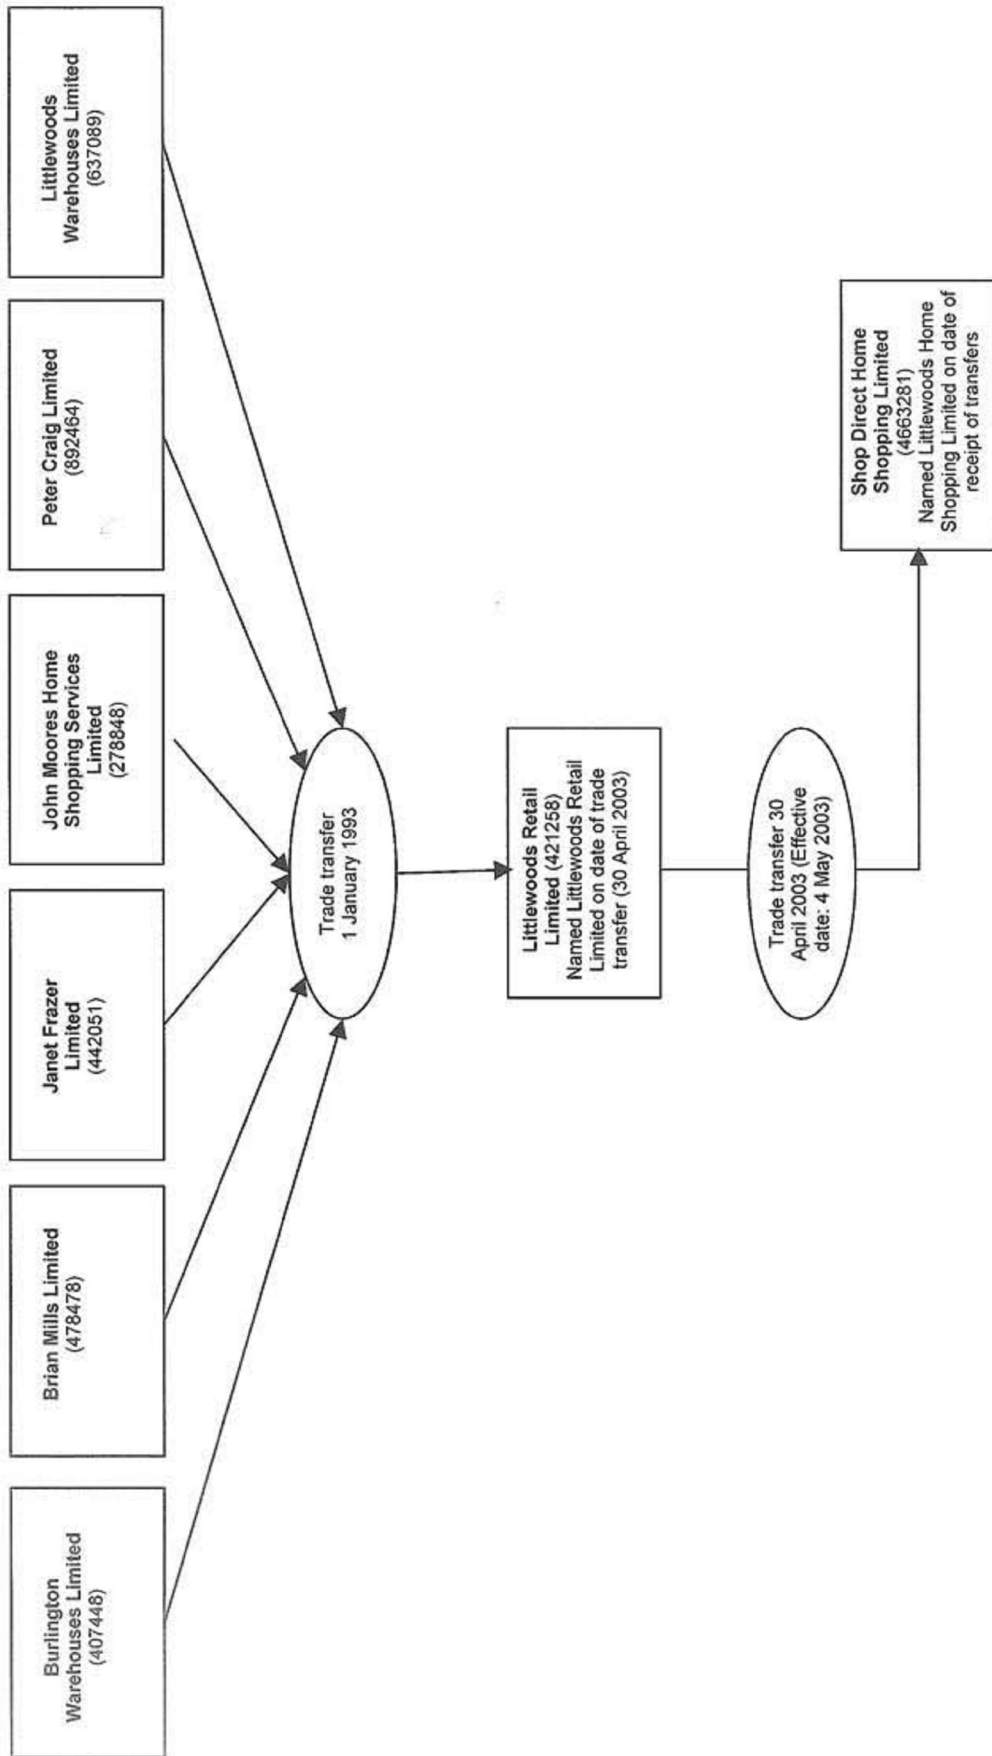 Burlington
Warehouses Limited
(407448)
Brian Mills Limited
(478478)
Janet Frazer
Limited
(442051)
John Moores Home
Shopping Services
Limited
(278848)
Peter Craig Limited
(892464)
Littlewoods
Warehouses Limited
(637089)
Trade transfer
1 January 1993
Littlewoods Retail
Limited (421258)
Named Littlewoods Retail
Limited on date of trade
transfer (30 April 2003)
Trade transfer 30
April 2003 (Effective
date: 4 May 2003)
Shop Direct Home
Shopping Limited
(4663281)
Named Littlewoods Home
Shopping Limited on date of
receipt of transfers